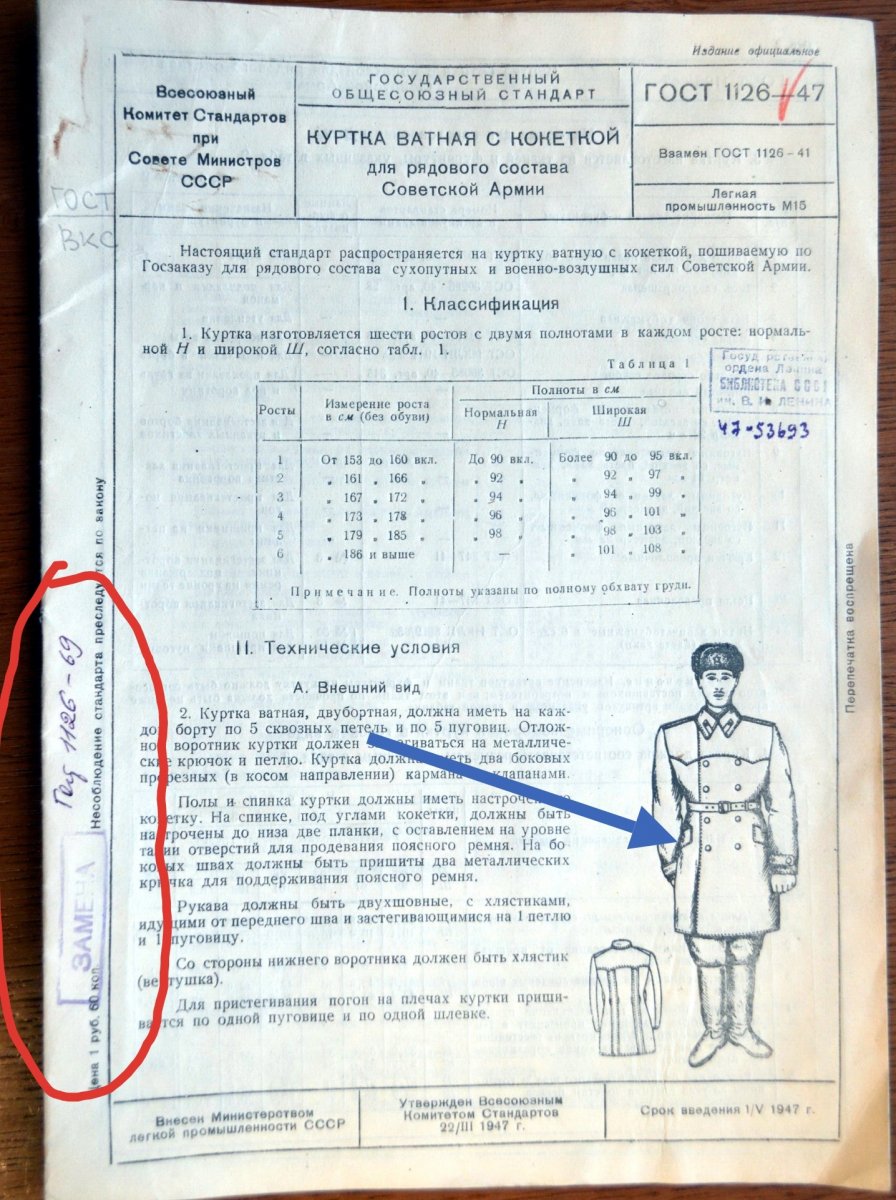 Издание официальное
Всесоюзный
Комитет Стандартов
при
Совете Министров
СССР
ГОСУДАРСТВЕННЫЙ
ОБЩЕСОЮЗНЫЙ СТАНДАРТ
КУРТКА ВАТНАЯ С КОКЕТКОЙ
для рядового состава
Советской Армии
ГОСТ 1126—47
Взамен ГОСТ 1126—41
Легкая
промышленность М15
ГОСТ
ВКС
Настоящий стандарт распространяется на куртку ватную с кокеткой, пошиваемую по
Госзаказу для рядового состава сухопутных и военно-воздушных сил Советской Армии.
I. Классификация
1. Куртка изготовляется шести ростов с двумя полнотами в каждом росте: нормаль-
ной Н и широкой Ш, согласно табл. 1.
Таблица 1
Госуд
ордена Ленина
БИБЛИОТЕКА СССР
им. В. И. ЛЕНИНА
47-53693
Росты
Измерение роста
в см (без обуви)
Полноты в см
Нормальная
Н
Широкая
Ш
1 От 153 до 160 вкл. До 90 вкл. Более 90 до 95 вкл.
2 „ 161 „ 166 „ „ 92 „ „ 92 „ 97 „
3 „ 167 „ 172 „ „ 94 „ „ 94 „ 99 „
4 „ 173 „ 178 „ „ 96 „ „ 96 „ 101 „
5 „ 179 „ 185 „ „ 98 „ „ 98 „ 103 „
6 „ 186 и выше — „ 101 „ 108 „
Примечание. Полноты указаны по полному обхвату груди.
II. Технические условия
А. Внешний вид
2. Куртка ватная, двубортная, должна иметь на каж-
дом борту по 5 сквозных петель и по 5 пуговиц. Отлож-
ной воротник куртки должен застегиваться на металличе-
ские крючок и петлю. Куртка должна иметь два боковых
прорезных (в косом направлении) кармана клапанами.
Полы и спинка куртки должны иметь настроченную
кокетку. На спинке, под углами кокетки, должны быть
настрочены до низа две планки, с оставлением на уровне
талии отверстий для продевания поясного ремня. На бо-
ковых швах должны быть пришиты два металлических
крючка для поддерживания поясного ремня.
Рукава должны быть двухшовные, с хлястиками,
идущими от переднего шва и застегивающимися на 1 петлю
и 1 пуговицу.
Со стороны нижнего воротника должен быть хлястик
(вертушка).
Для пристегивания погон на плечах куртки приши-
вается по одной пуговице и по одной шлевке.
Внесен Министерством
легкой промышленности СССР
Утвержден Всесоюзным
Комитетом Стандартов
22/III 1947 г.
Срок введения 1/V 1947 г.
Несоблюдение стандарта преследуется по закону
Цена 1 руб. 60 коп.
1126-69
ЗАМЕНА
Перепечатка воспрещена